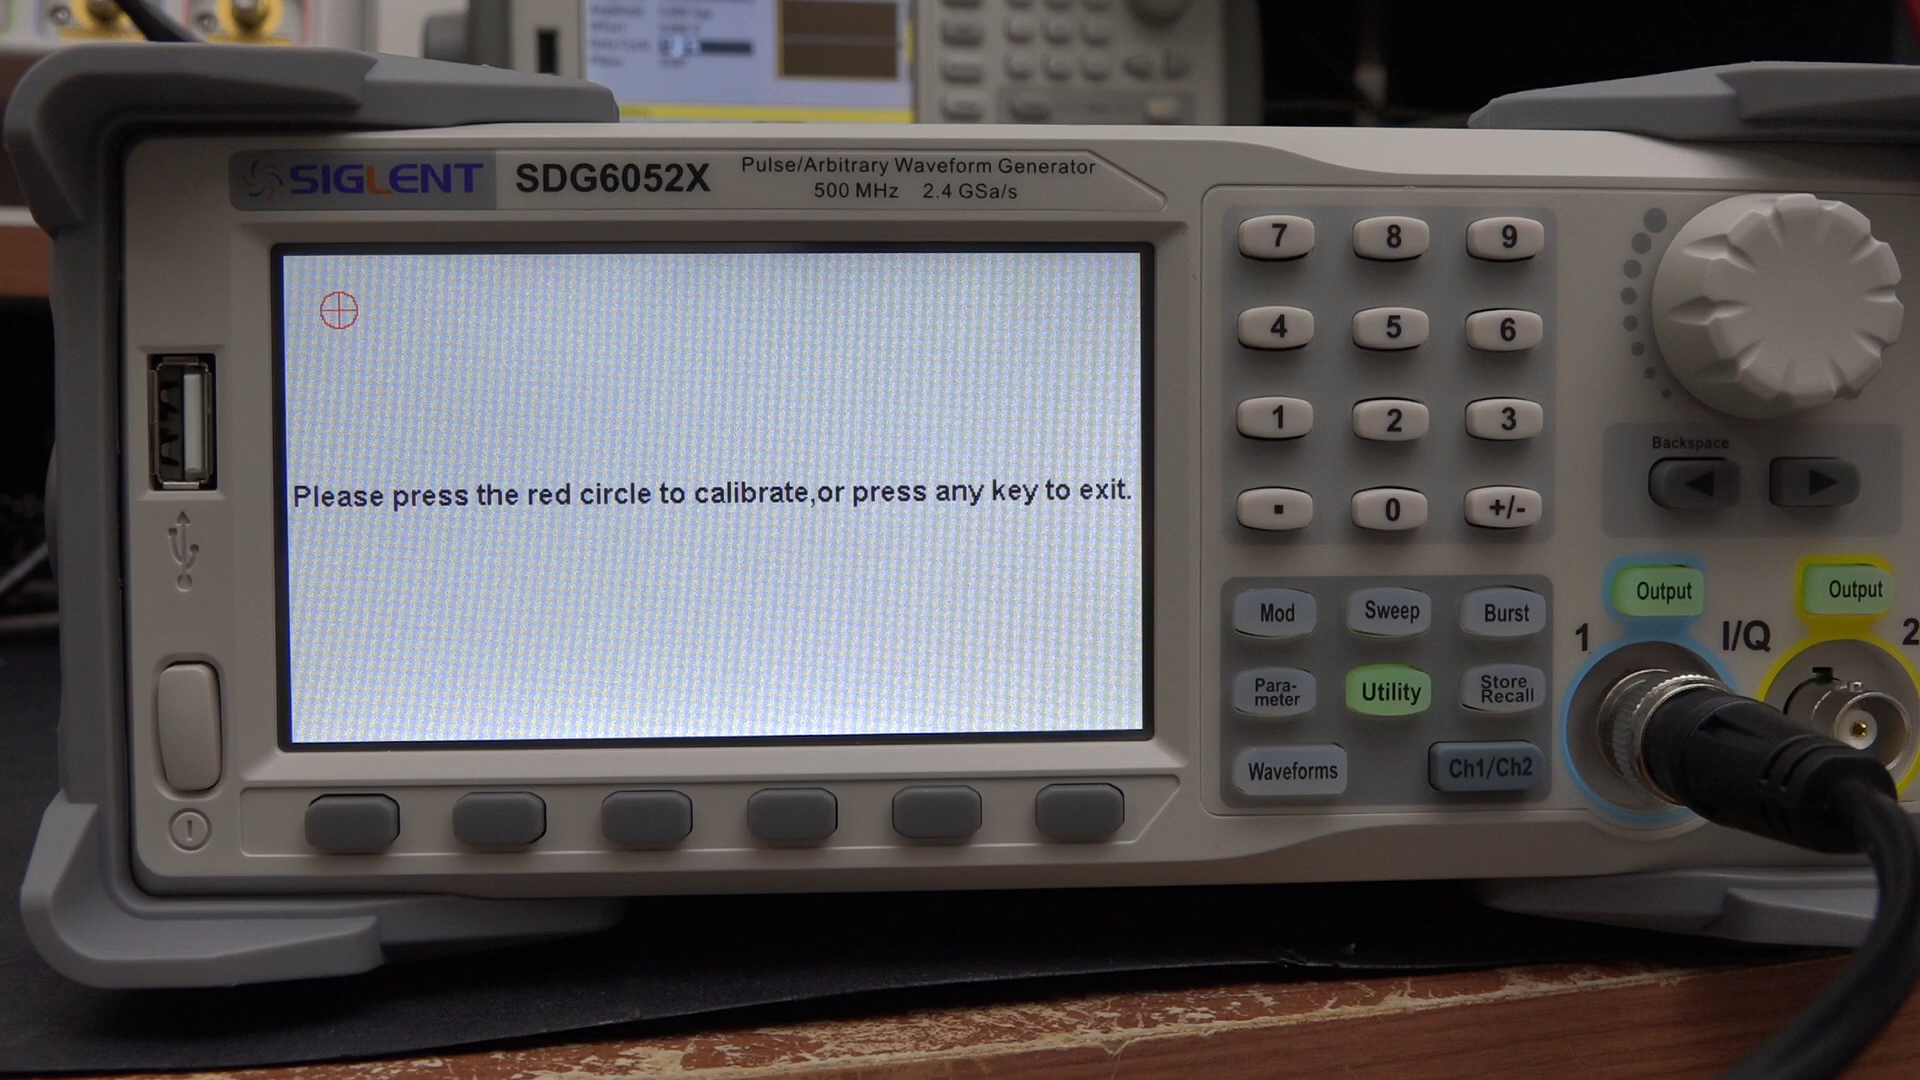 SIGLENT SDG6052X Pulse/Arbitrary Waveform Generator
500 MHz 2.4 GSa/s
Please press the red circle to calibrate,or press any key to exit.
7 8 9
4 5 6
1 2 3
. 0 +/-
Backspace
Mod Sweep Burst
Para-
meter
Utility
Store
Recall
Waveforms Ch1/Ch2
Output Output
1 I/Q 2